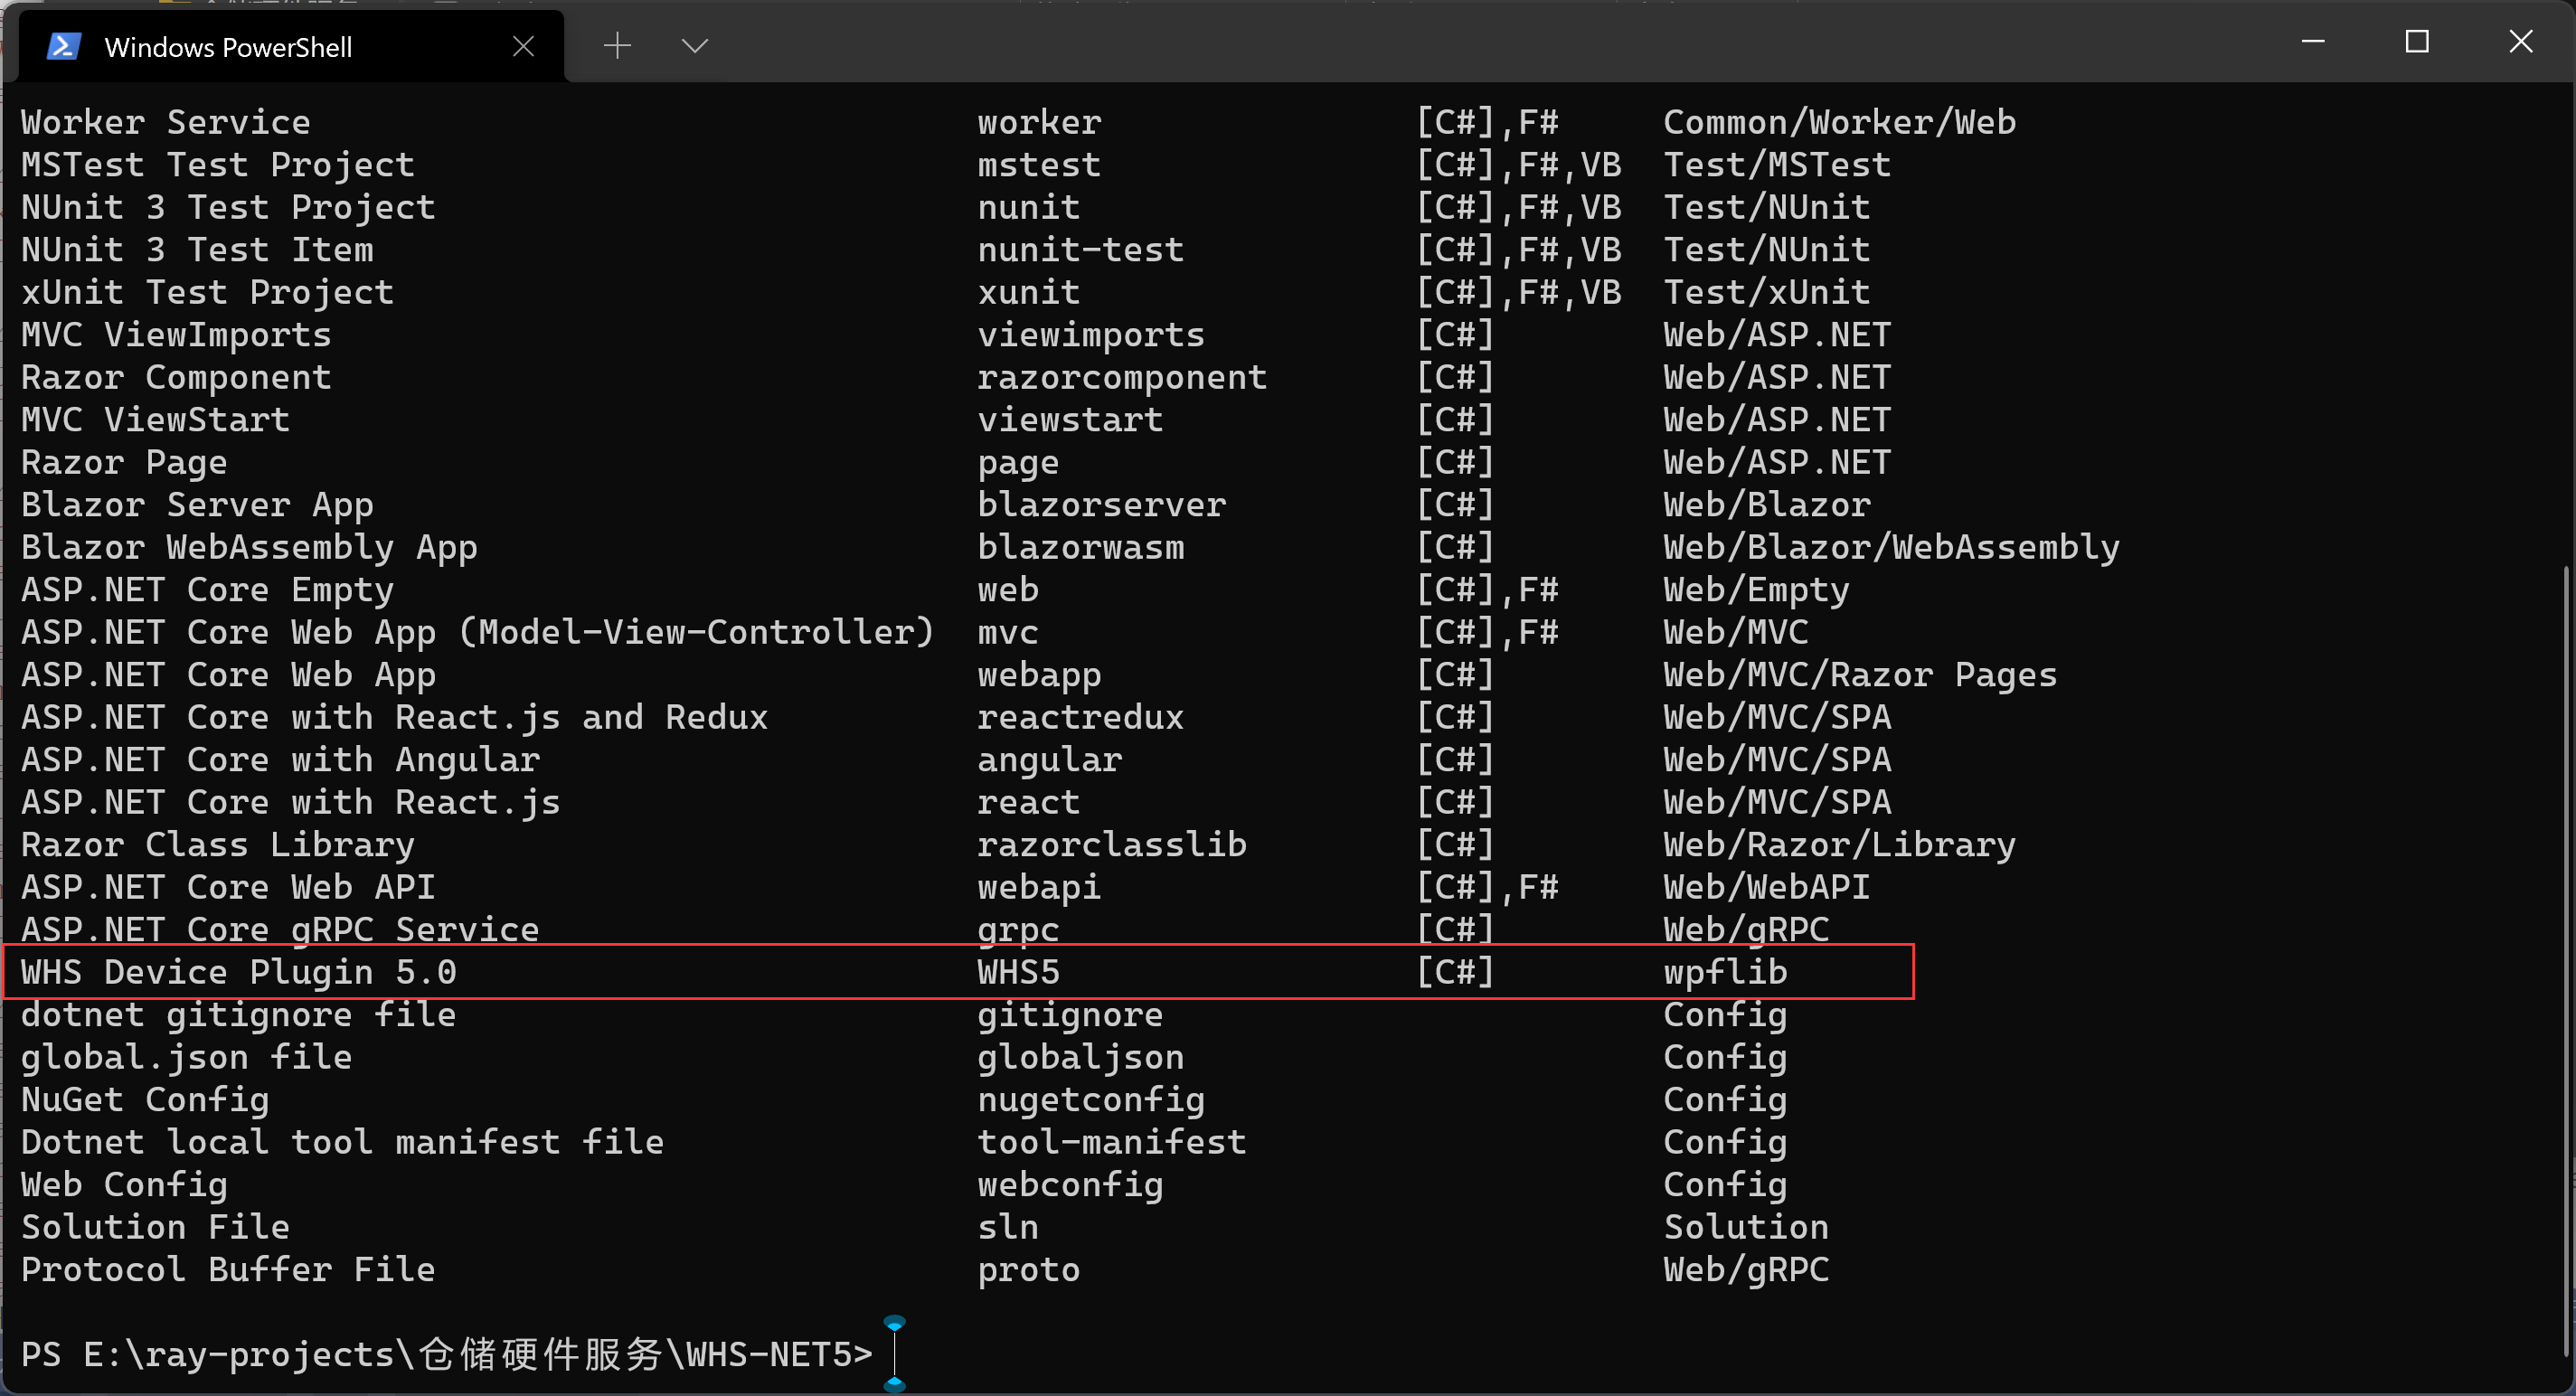 Windows PowerShell
Worker Service worker [C#],F# Common/Worker/Web
MSTest Test Project mstest [C#],F#,VB Test/MSTest
NUnit 3 Test Project nunit [C#],F#,VB Test/NUnit
NUnit 3 Test Item nunit-test [C#],F#,VB Test/NUnit
xUnit Test Project xunit [C#],F#,VB Test/xUnit
MVC ViewImports viewimports [C#] Web/ASP.NET
Razor Component razorcomponent [C#] Web/ASP.NET
MVC ViewStart viewstart [C#] Web/ASP.NET
Razor Page page [C#] Web/ASP.NET
Blazor Server App blazorserver [C#] Web/Blazor
Blazor WebAssembly App blazorwasm [C#] Web/Blazor/WebAssembly
ASP.NET Core Empty web [C#],F# Web/Empty
ASP.NET Core Web App (Model-View-Controller) mvc [C#],F# Web/MVC
ASP.NET Core Web App webapp [C#] Web/MVC/Razor Pages
ASP.NET Core with React.js and Redux reactredux [C#] Web/MVC/SPA
ASP.NET Core with Angular angular [C#] Web/MVC/SPA
ASP.NET Core with React.js react [C#] Web/MVC/SPA
Razor Class Library razorclasslib [C#] Web/Razor/Library
ASP.NET Core Web API webapi [C#],F# Web/WebAPI
ASP.NET Core gRPC Service grpc [C#] Web/gRPC
WHS Device Plugin 5.0 WHS5 [C#] wpflib
dotnet gitignore file gitignore Config
global.json file globaljson Config
NuGet Config nugetconfig Config
Dotnet local tool manifest file tool-manifest Config
Web Config webconfig Config
Solution File sln Solution
Protocol Buffer File proto Web/gRPC
PS E:\ray-projects\仓储硬件服务\WHS-NET5>